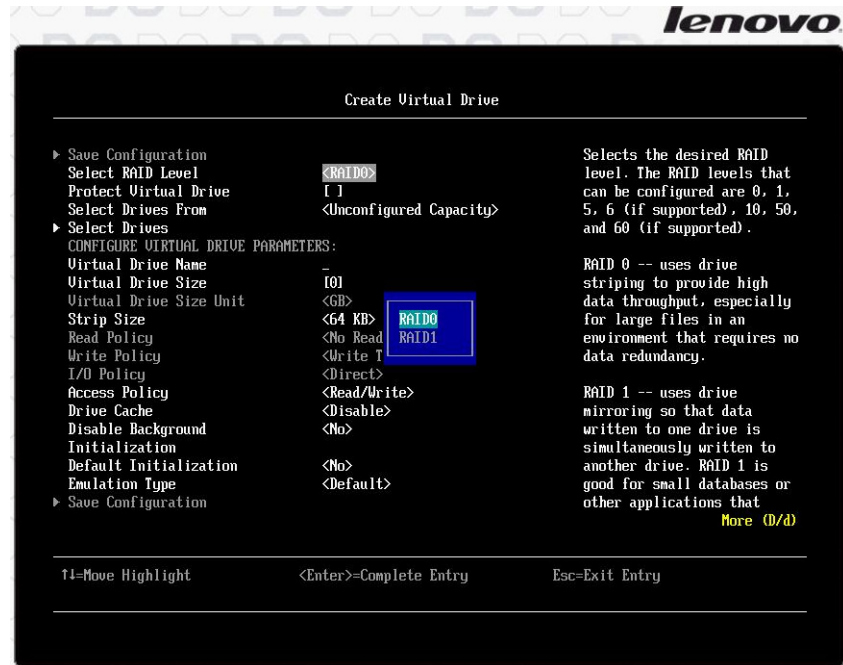 lenovo
Create Virtual Drive
Save Configuration
Select RAID Level <RAID0>
Protect Virtual Drive [ ]
Select Drives From <Unconfigured Capacity>
Select Drives
CONFIGURE VIRTUAL DRIVE PARAMETERS:
Virtual Drive Name _
Virtual Drive Size [0]
Virtual Drive Size Unit <GB>
Strip Size <64 KB>
Read Policy <No Read
Write Policy <Write T
I/O Policy <Direct>
Access Policy <Read/Write>
Drive Cache <Disable>
Disable Background <No>
Initialization
Default Initialization <No>
Emulation Type <Default>
Save Configuration
RAID0
RAID1
Selects the desired RAID
level. The RAID levels that
can be configured are 0, 1,
5, 6 (if supported), 10, 50,
and 60 (if supported).
RAID 0 -- uses drive
striping to provide high
data throughput, especially
for large files in an
environment that requires no
data redundancy.
RAID 1 -- uses drive
mirroring so that data
written to one drive is
simultaneously written to
another drive. RAID 1 is
good for small databases or
other applications that
More (D/d)
↑↓=Move Highlight <Enter>=Complete Entry Esc=Exit Entry